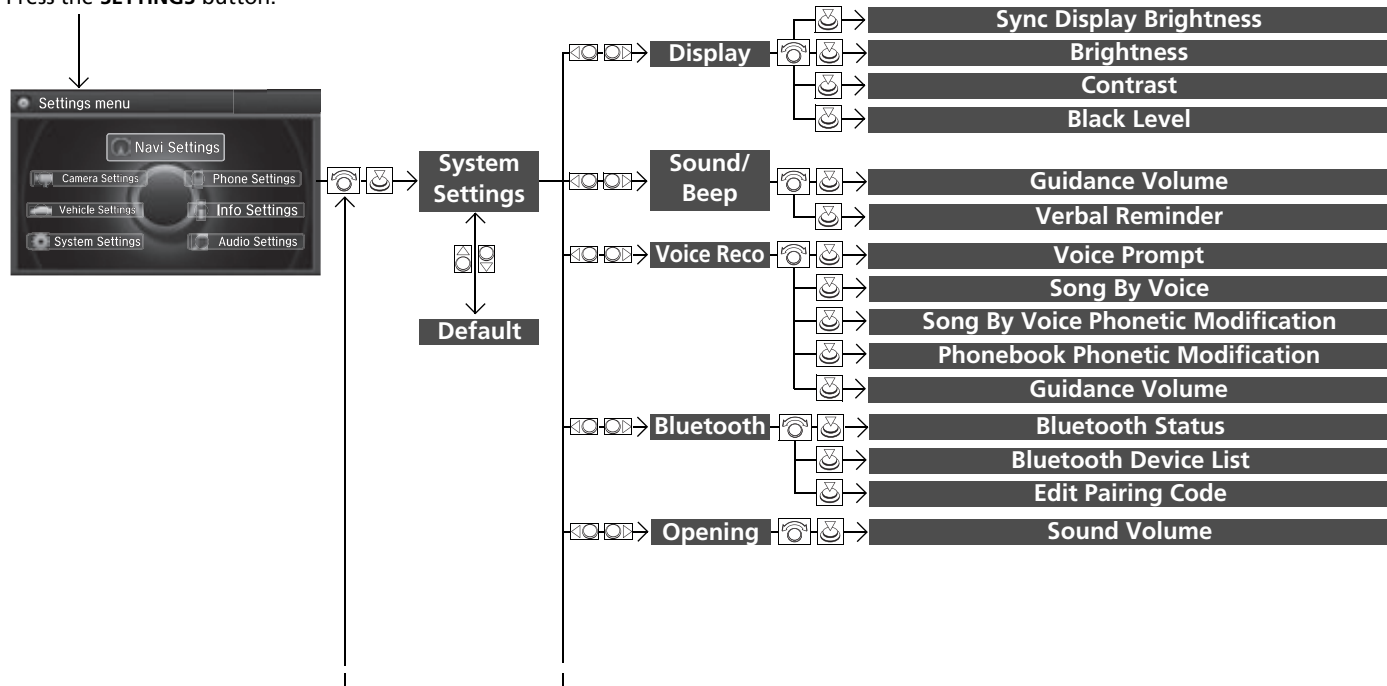 Press the SETTINGS button.
Settings menu
Navi Settings
Camera Settings
Phone Settings
Vehicle Settings
Info Settings
System Settings
Audio Settings
System
Settings
Default
Display
Sync Display Brightness
Brightness
Contrast
Black Level
Sound/
Beep
Guidance Volume
Verbal Reminder
Voice Reco
Voice Prompt
Song By Voice
Song By Voice Phonetic Modification
Phonebook Phonetic Modification
Guidance Volume
Bluetooth
Bluetooth Status
Bluetooth Device List
Edit Pairing Code
Opening
Sound Volume